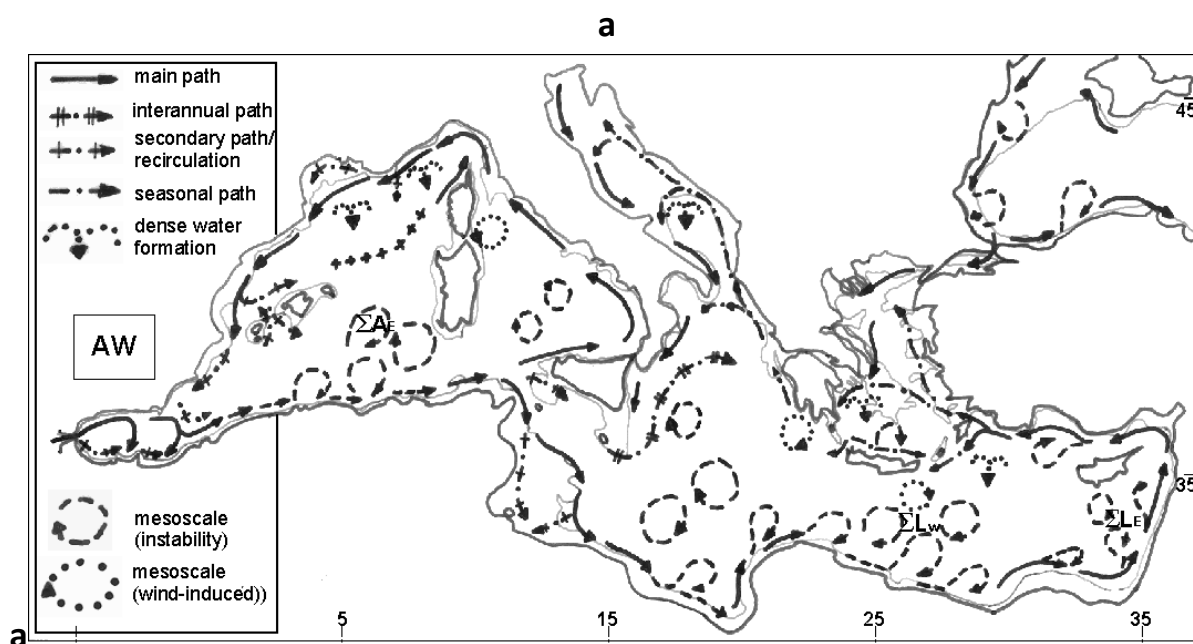 a
main path
interannual path
secondary path/
recirculation
seasonal path
dense water
formation
AW
mesoscale
(instability)
mesoscale
(wind-induced))
ΣAE
ΣLw
ΣLE
45
35
5
15
25
35
a